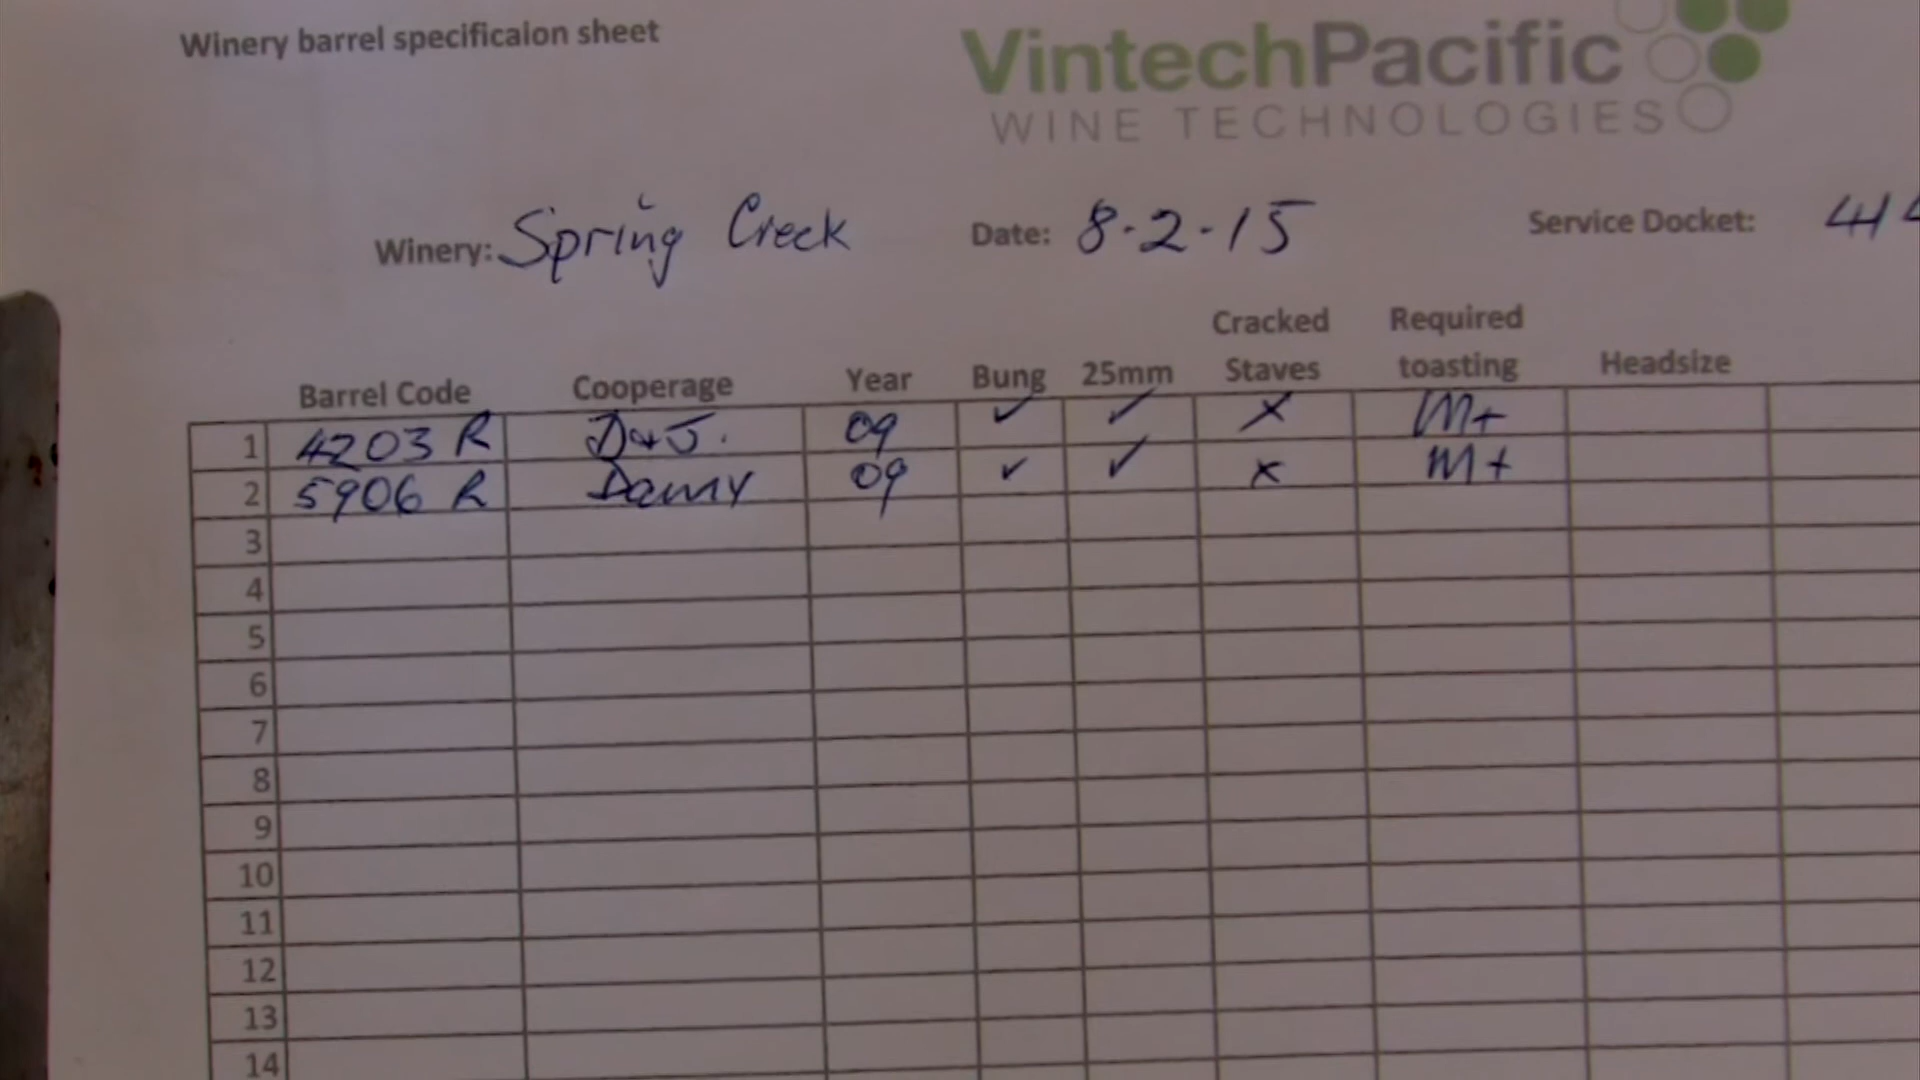 Winery barrel specificaion sheet
VintechPacific
WINE TECHNOLOGIES
Winery: Spring Creek Date: 8-2-15 Service Docket:
Barrel Code Cooperage Year Bung 25mm Cracked Staves Required toasting Headsize
1 4203 R D&J. 09 ✓ ✓ x M+
2 5906 R Damy 09 ✓ ✓ x M+
3
4
5
6
7
8
9
10
11
12
13
14